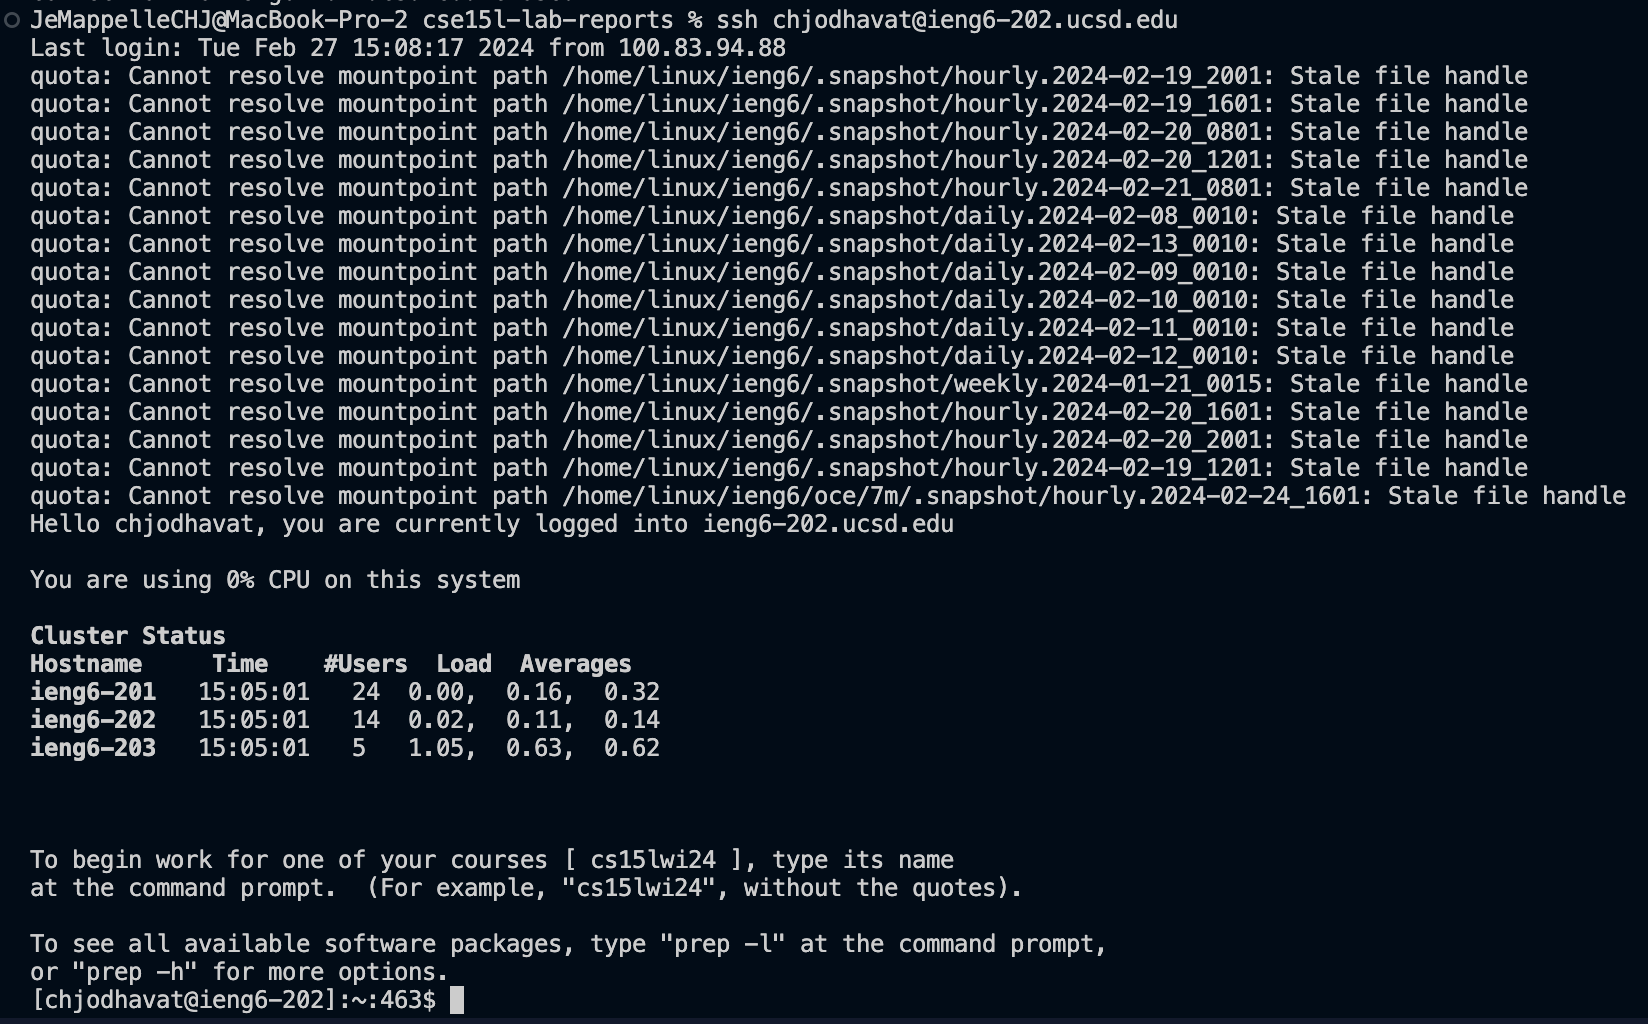 JeMappelleCHJ@MacBook-Pro-2 cse15l-lab-reports % ssh chjodhavat@ieng6-202.ucsd.edu
Last login: Tue Feb 27 15:08:17 2024 from 100.83.94.88
quota: Cannot resolve mountpoint path /home/linux/ieng6/.snapshot/hourly.2024-02-19_2001: Stale file handle
quota: Cannot resolve mountpoint path /home/linux/ieng6/.snapshot/hourly.2024-02-19_1601: Stale file handle
quota: Cannot resolve mountpoint path /home/linux/ieng6/.snapshot/hourly.2024-02-20_0801: Stale file handle
quota: Cannot resolve mountpoint path /home/linux/ieng6/.snapshot/hourly.2024-02-20_1201: Stale file handle
quota: Cannot resolve mountpoint path /home/linux/ieng6/.snapshot/hourly.2024-02-21_0801: Stale file handle
quota: Cannot resolve mountpoint path /home/linux/ieng6/.snapshot/daily.2024-02-08_0010: Stale file handle
quota: Cannot resolve mountpoint path /home/linux/ieng6/.snapshot/daily.2024-02-13_0010: Stale file handle
quota: Cannot resolve mountpoint path /home/linux/ieng6/.snapshot/daily.2024-02-09_0010: Stale file handle
quota: Cannot resolve mountpoint path /home/linux/ieng6/.snapshot/daily.2024-02-10_0010: Stale file handle
quota: Cannot resolve mountpoint path /home/linux/ieng6/.snapshot/daily.2024-02-11_0010: Stale file handle
quota: Cannot resolve mountpoint path /home/linux/ieng6/.snapshot/daily.2024-02-12_0010: Stale file handle
quota: Cannot resolve mountpoint path /home/linux/ieng6/.snapshot/weekly.2024-01-21_0015: Stale file handle
quota: Cannot resolve mountpoint path /home/linux/ieng6/.snapshot/hourly.2024-02-20_1601: Stale file handle
quota: Cannot resolve mountpoint path /home/linux/ieng6/.snapshot/hourly.2024-02-20_2001: Stale file handle
quota: Cannot resolve mountpoint path /home/linux/ieng6/.snapshot/hourly.2024-02-19_1201: Stale file handle
quota: Cannot resolve mountpoint path /home/linux/ieng6/oce/7m/.snapshot/hourly.2024-02-24_1601: Stale file handle
Hello chjodhavat, you are currently logged into ieng6-202.ucsd.edu
You are using 0% CPU on this system
Cluster Status
Hostname     Time    #Users  Load  Averages
ieng6-201   15:05:01   24  0.00,  0.16,  0.32
ieng6-202   15:05:01   14  0.02,  0.11,  0.14
ieng6-203   15:05:01   5   1.05,  0.63,  0.62
To begin work for one of your courses [ cs15lwi24 ], type its name
at the command prompt.  (For example, "cs15lwi24", without the quotes).
To see all available software packages, type "prep -l" at the command prompt,
or "prep -h" for more options.
[chjodhavat@ieng6-202]:~:463$